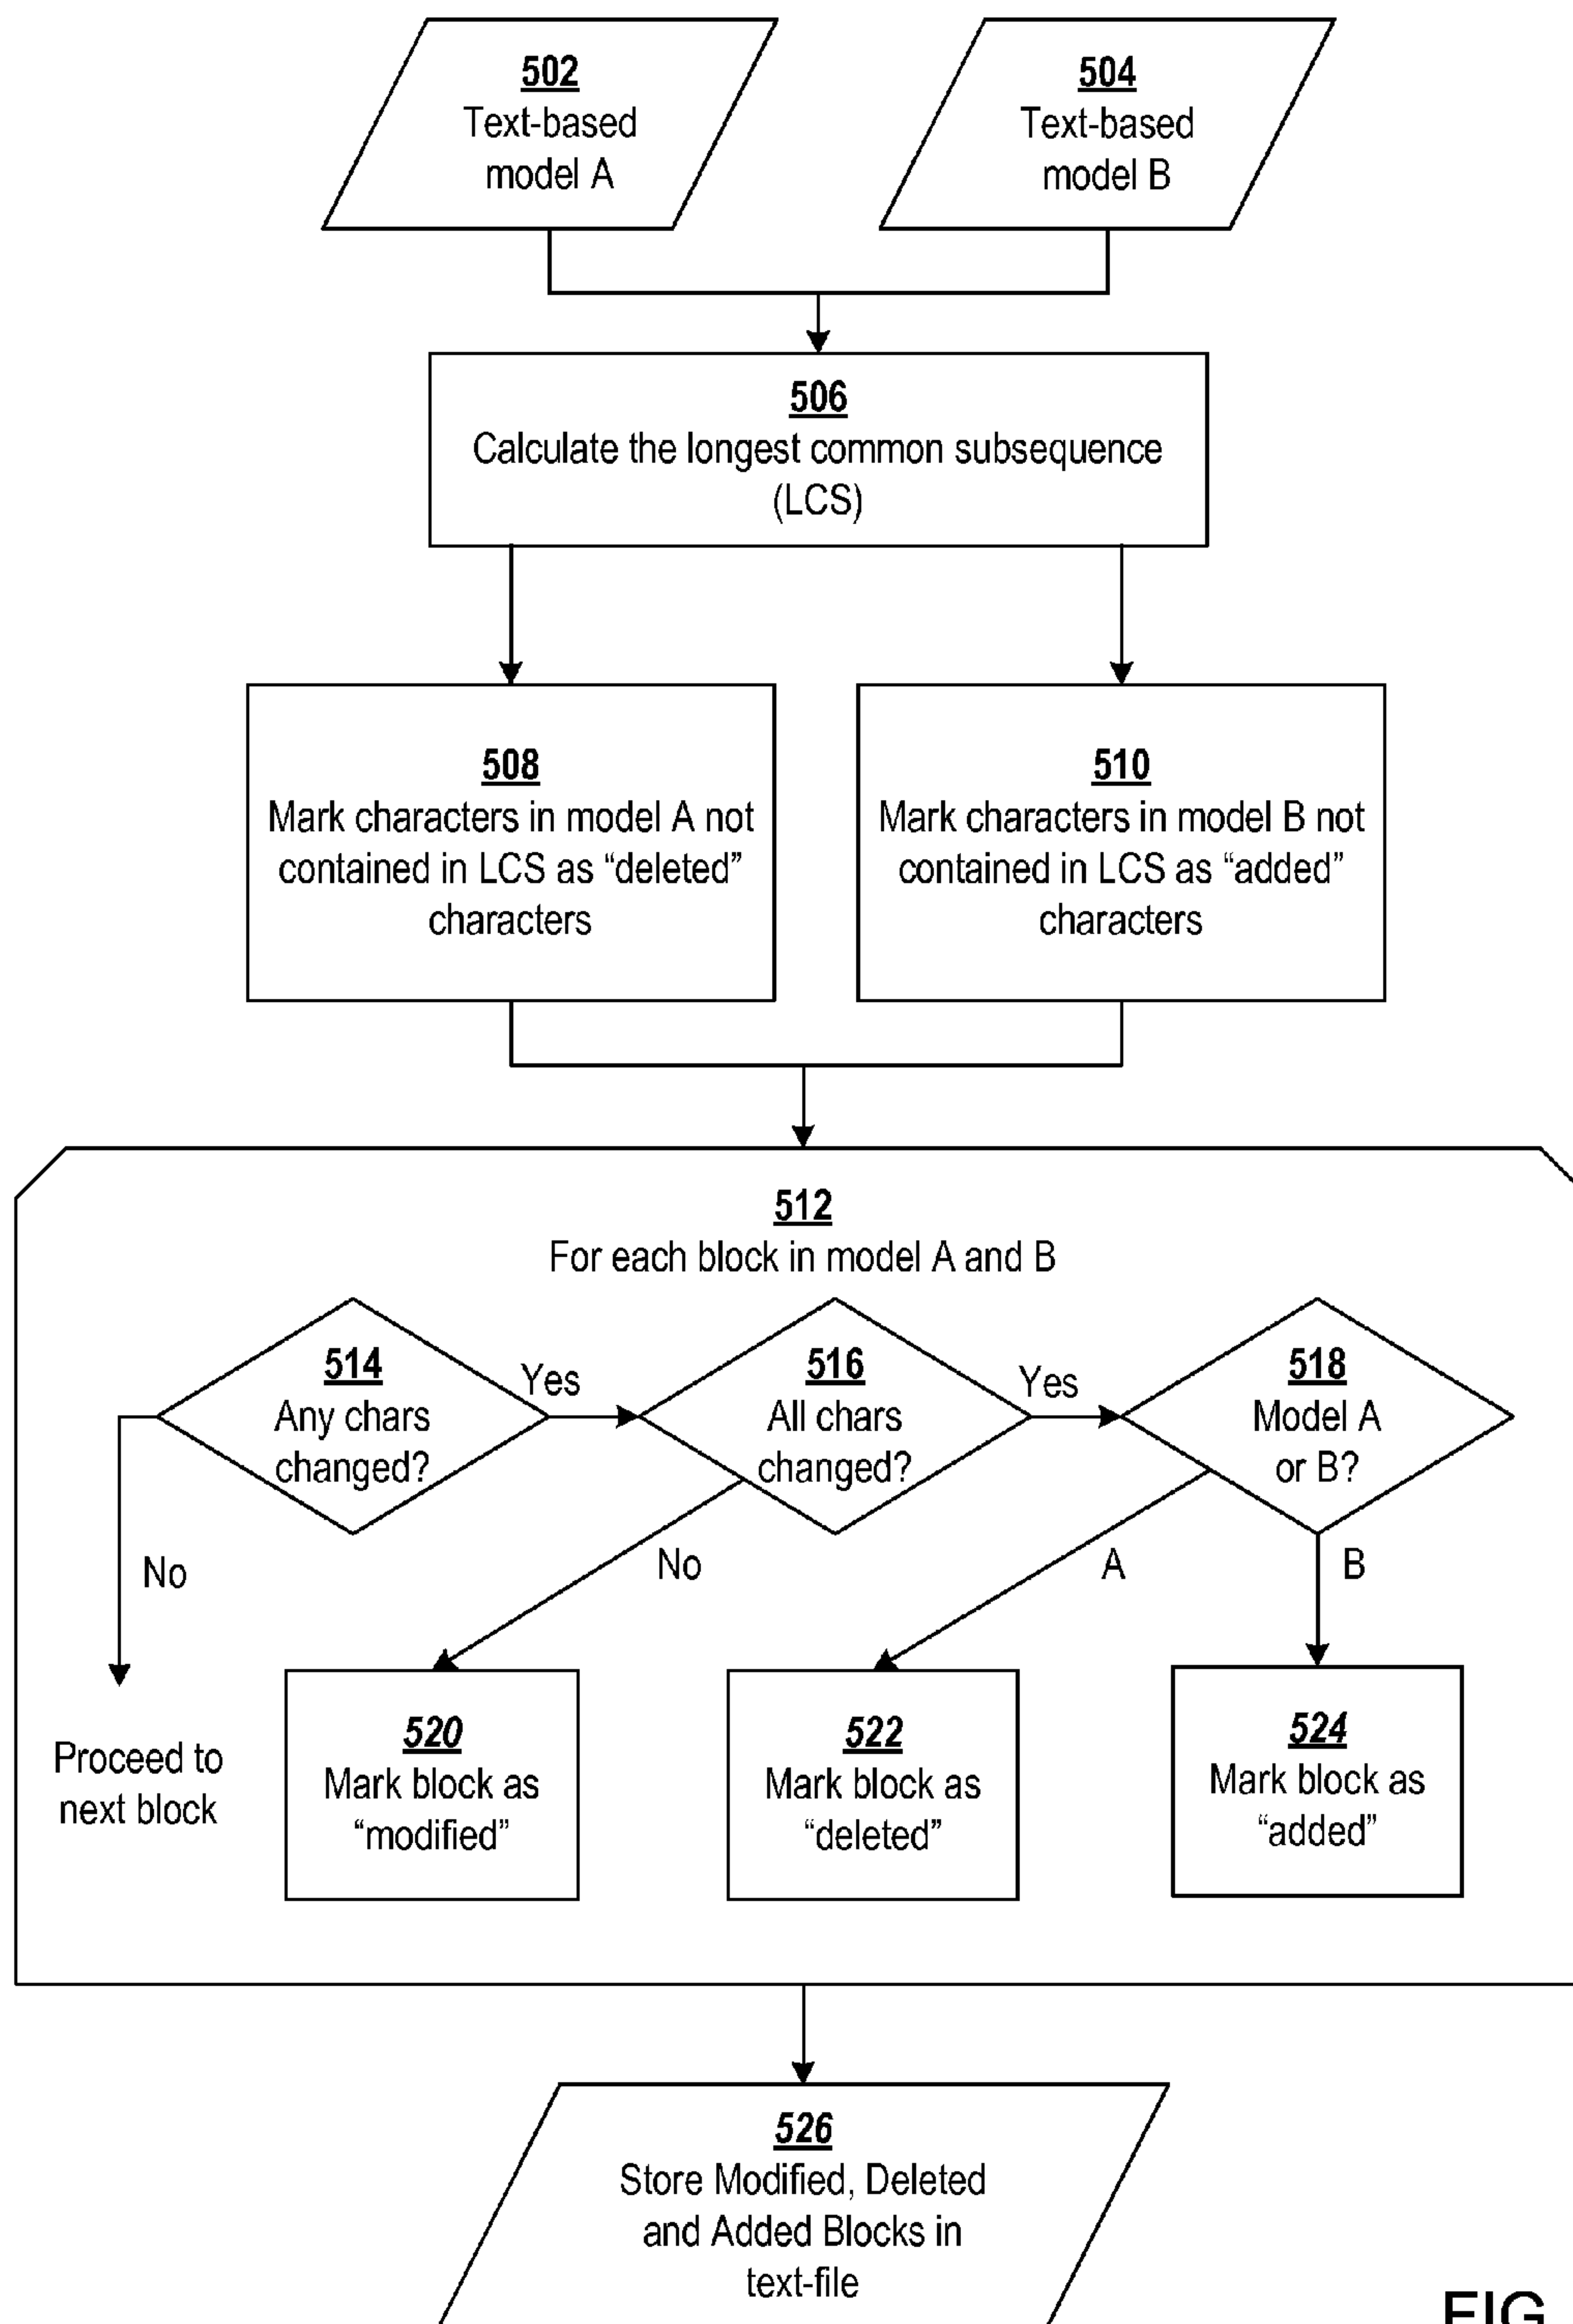 502
Text-based
model A
504
Text-based
model B
506
Calculate the longest common subsequence
(LCS)
508
Mark characters in model A not
contained in LCS as “deleted”
characters
510
Mark characters in model B not
contained in LCS as “added”
characters
512
For each block in model A and B
514
Any chars
changed?
Yes
516
All chars
changed?
Yes
518
Model A
or B?
No
No
A
B
Proceed to
next block
520
Mark block as
“modified”
522
Mark block as
“deleted”
524
Mark block as
“added”
526
Store Modified, Deleted
and Added Blocks in
text-file
FIG